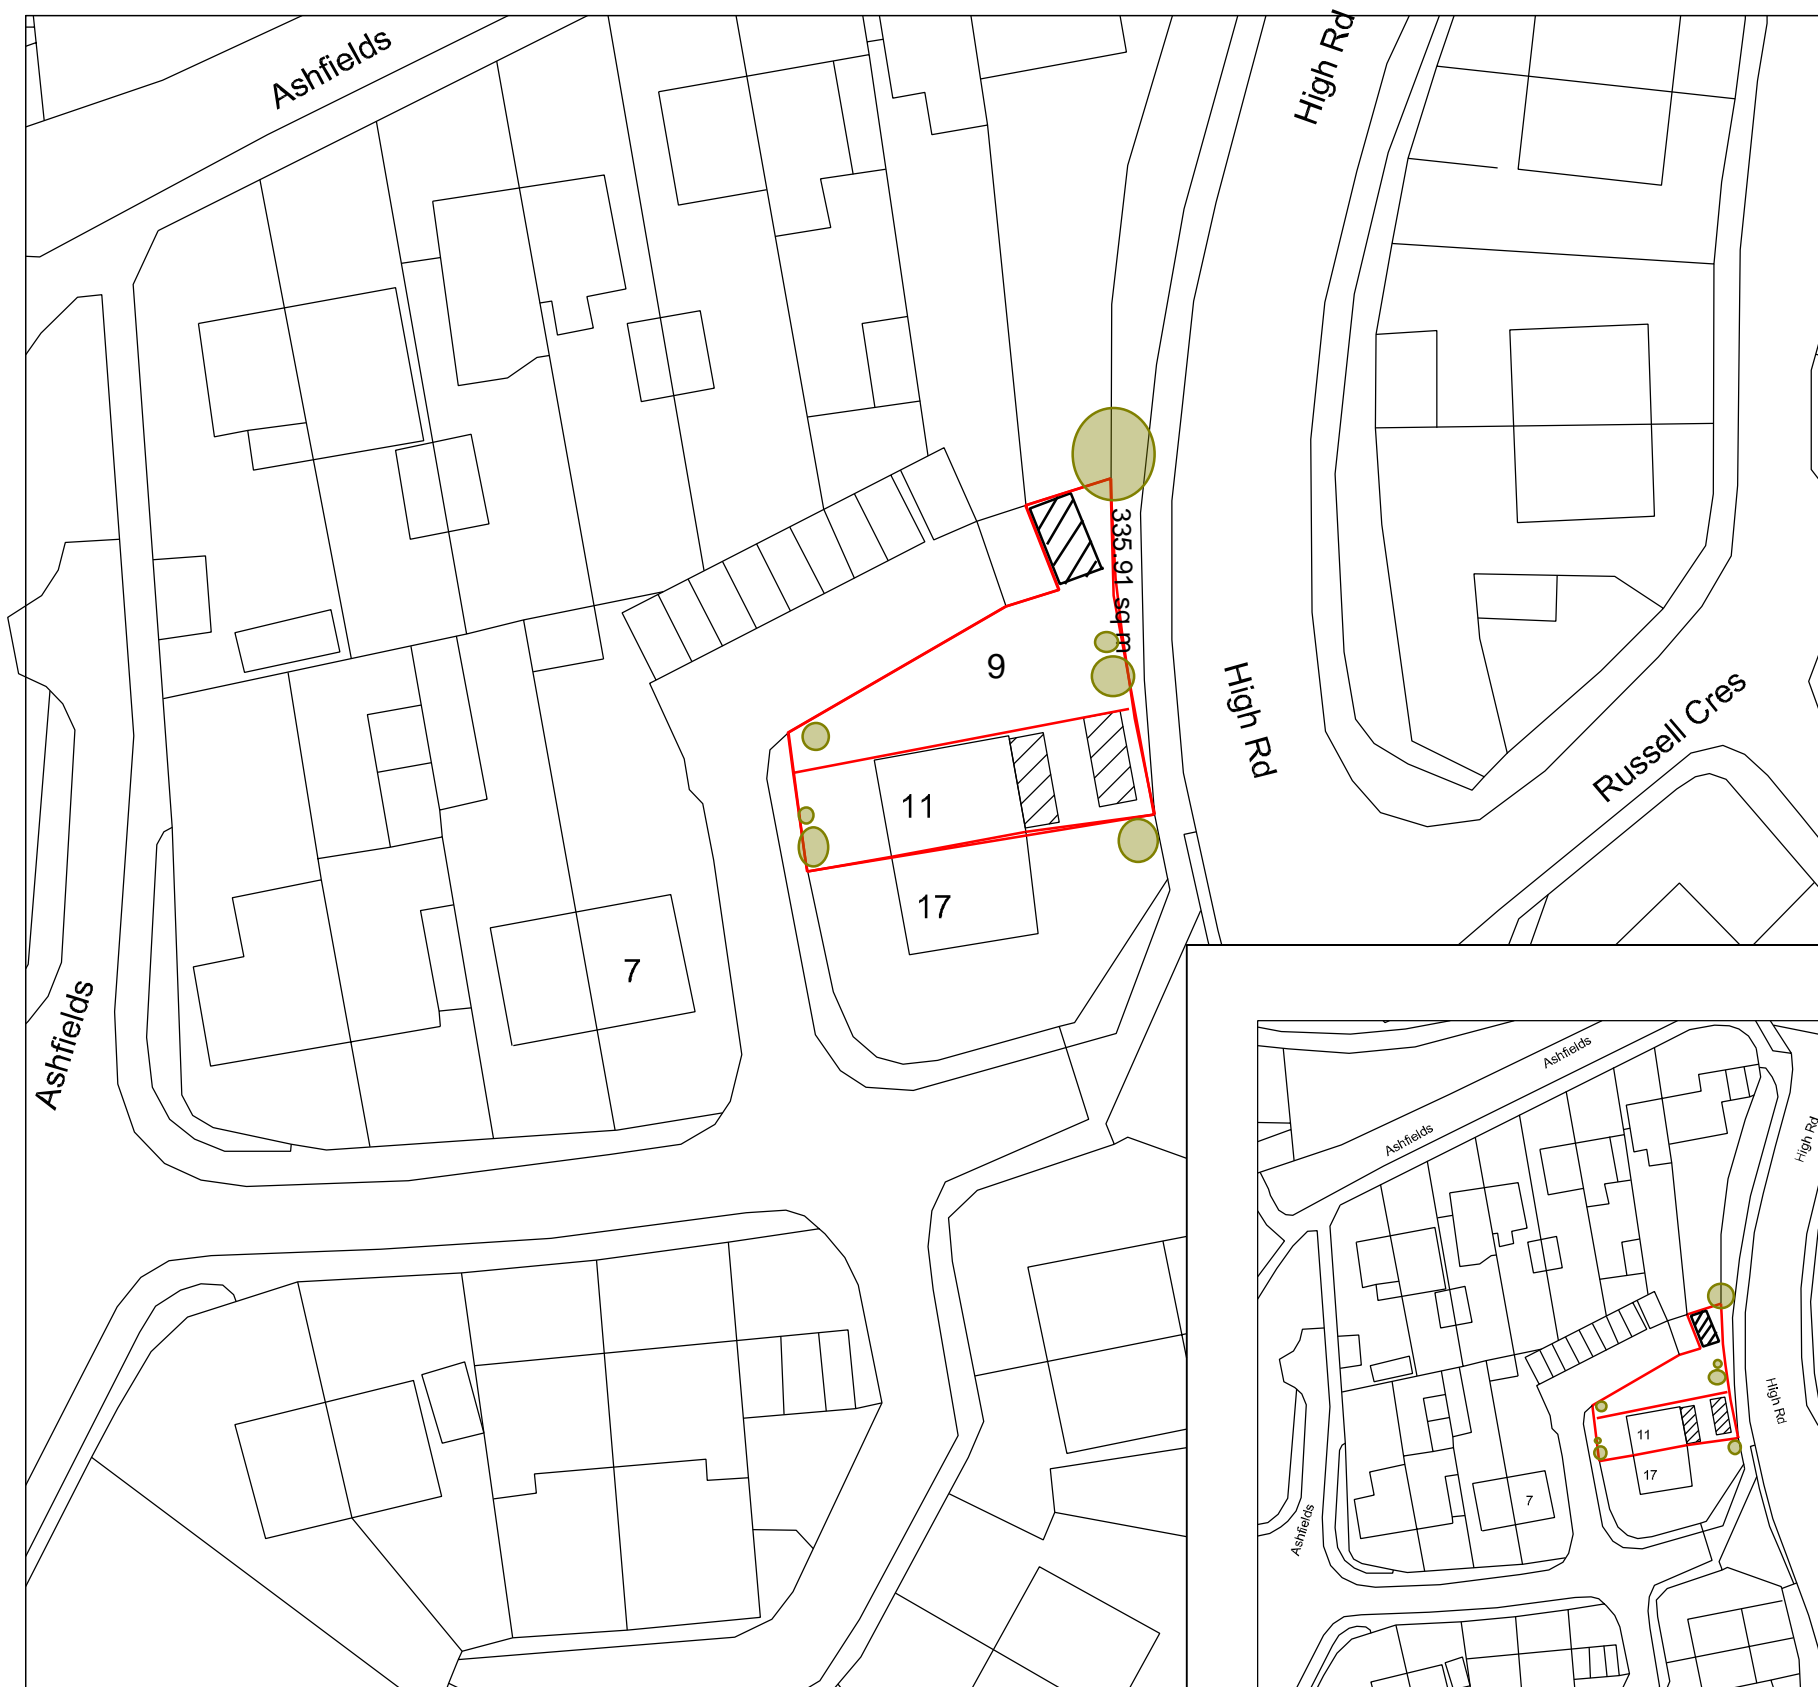 Ashfields
High Rd
335.91 sq m
9
High Rd
Russell Cres
11
17
7
Ashfields
Ashfields
Ashfields
High Rd
High Rd
11
17
7
Ashfields